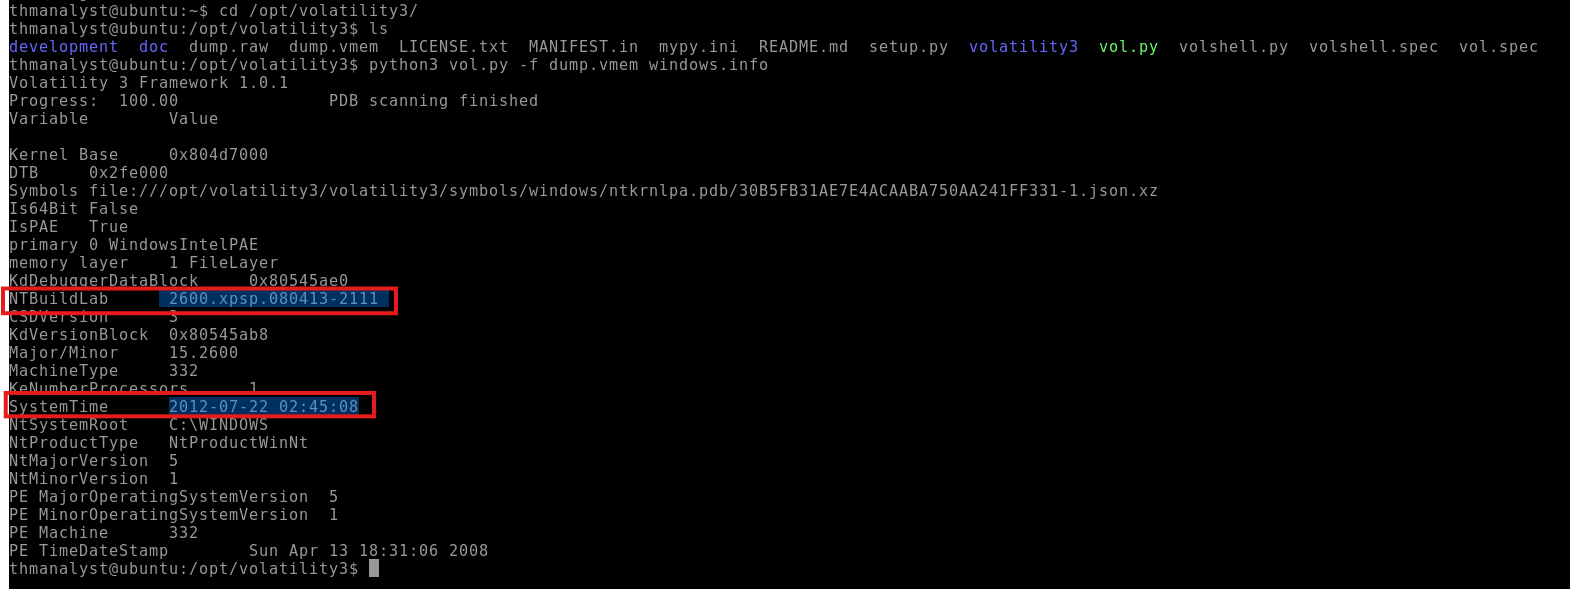 thmanalyst@ubuntu:~$ cd /opt/volatility3/
thmanalyst@ubuntu:/opt/volatility3$ ls
development  doc  dump.raw  dump.vmem  LICENSE.txt  MANIFEST.in  mypy.ini  README.md  setup.py  volatility3  vol.py  volshell.py  volshell.spec  vol.spec
thmanalyst@ubuntu:/opt/volatility3$ python3 vol.py -f dump.vmem windows.info
Volatility 3 Framework 1.0.1
Progress:  100.00               PDB scanning finished
Variable        Value
Kernel Base     0x804d7000
DTB     0x2fe000
Symbols file:///opt/volatility3/volatility3/symbols/windows/ntkrnlpa.pdb/30B5FB31AE7E4ACAABA750AA241FF331-1.json.xz
Is64Bit False
IsPAE   True
primary 0 WindowsIntelPAE
memory layer    1 FileLayer
KdDebuggerDataBlock     0x80545ae0
NTBuildLab      2600.xpsp.080413-2111
CSDVersion      3
KdVersionBlock  0x80545ab8
Major/Minor     15.2600
MachineType     332
KeNumberProcessors      1
SystemTime      2012-07-22 02:45:08
NtSystemRoot    C:\WINDOWS
NtProductType   NtProductWinNt
NtMajorVersion  5
NtMinorVersion  1
PE MajorOperatingSystemVersion  5
PE MinorOperatingSystemVersion  1
PE Machine      332
PE TimeDateStamp        Sun Apr 13 18:31:06 2008
thmanalyst@ubuntu:/opt/volatility3$